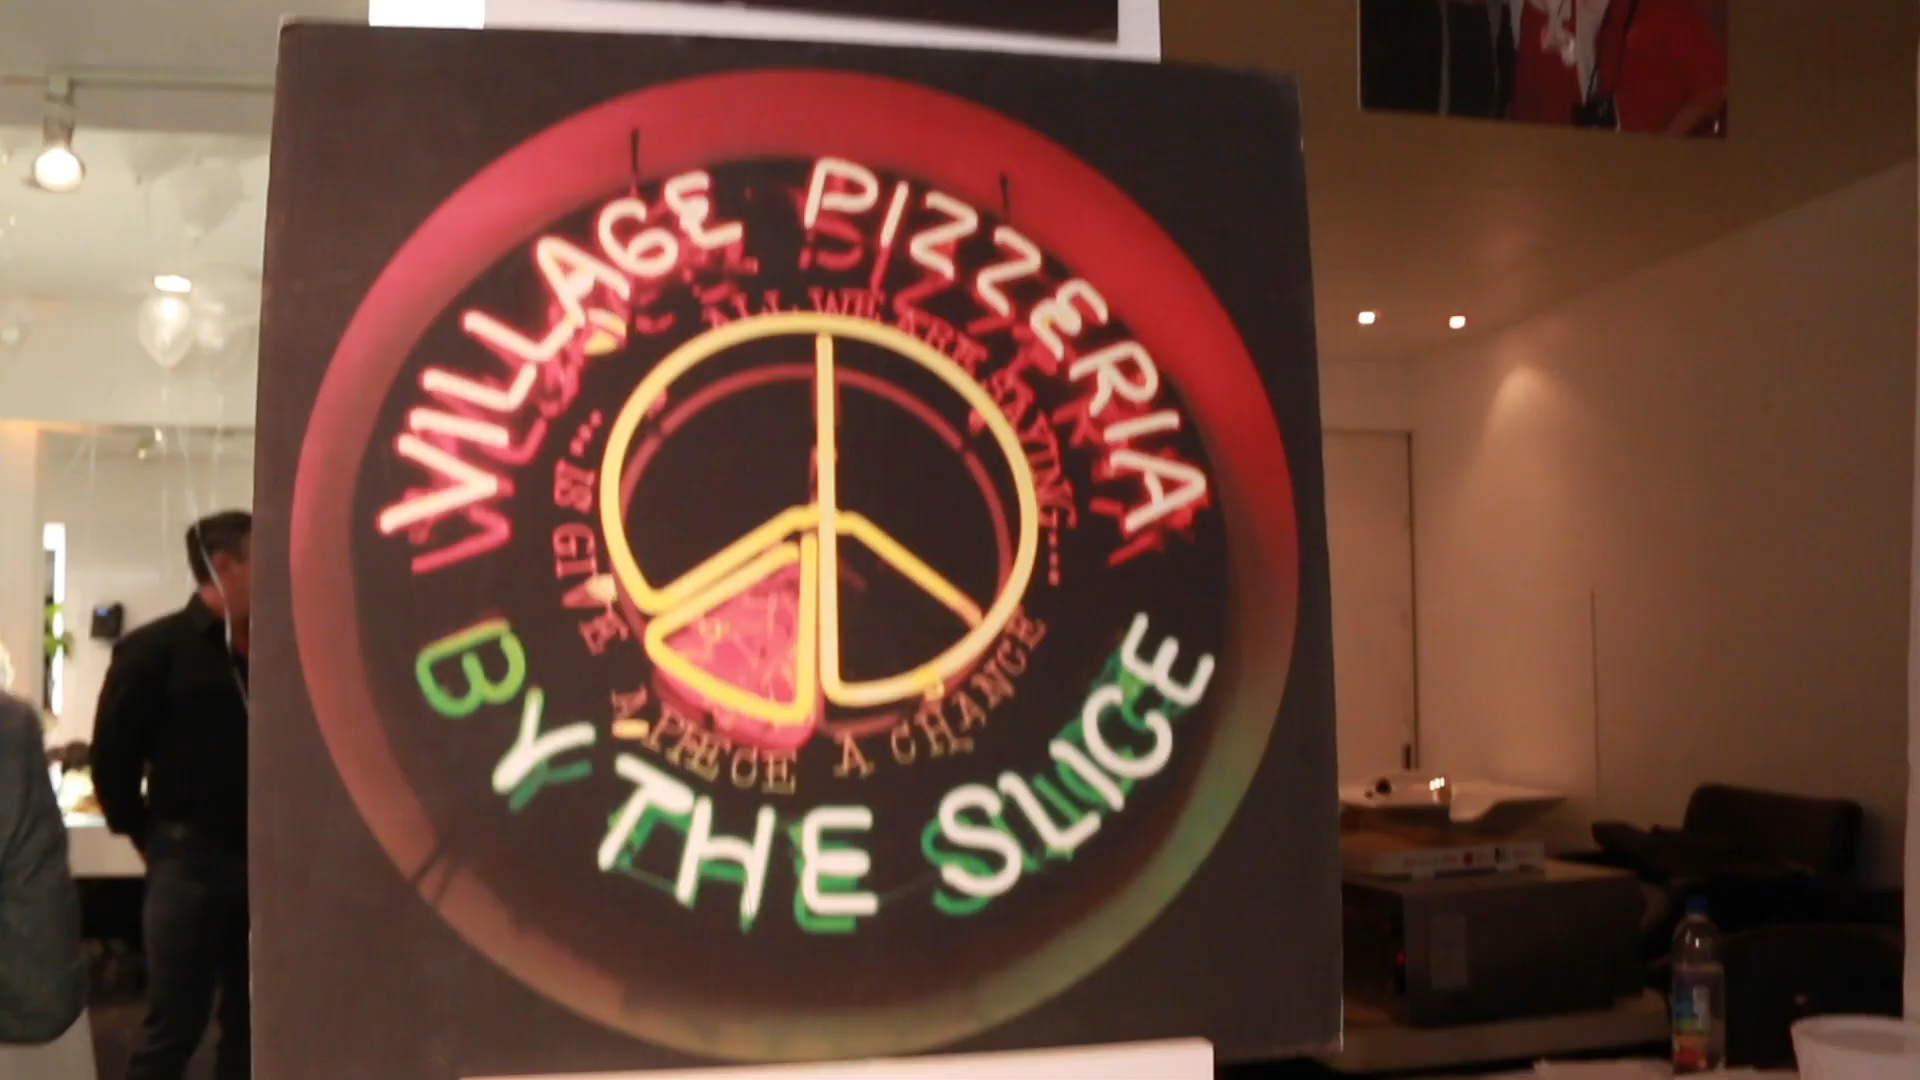 VILLAGE PIZZERIA
ALL WE ARE SAYING...
...IS GIVE
A PIECE A CHANCE
BY THE SLICE